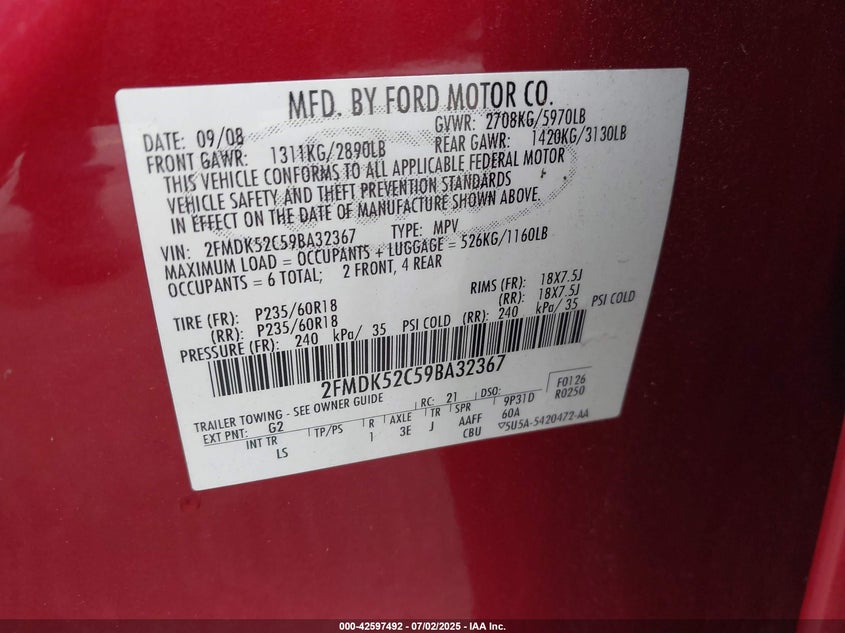 MFD. BY FORD MOTOR CO.
DATE: 09/08 GVWR: 2708KG/5970LB
FRONT GAWR: 1311KG/2890LB REAR GAWR: 1420KG/3130LB
THIS VEHICLE CONFORMS TO ALL APPLICABLE FEDERAL MOTOR
VEHICLE SAFETY AND THEFT PREVENTION STANDARDS
IN EFFECT ON THE DATE OF MANUFACTURE SHOWN ABOVE.
VIN: 2FMDK52C59BA32367 TYPE: MPV
MAXIMUM LOAD = OCCUPANTS + LUGGAGE = 526KG/1160LB
OCCUPANTS = 6 TOTAL; 2 FRONT, 4 REAR
TIRE (FR): P235/60R18 RIMS (FR): 18X7.5J
(RR): P235/60R18 (RR): 18X7.5J
PRESSURE (FR): 240 kPa/ 35 PSI COLD (RR): 240 kPa/ 35 PSI COLD
2FMDK52C59BA32367
TRAILER TOWING - SEE OWNER GUIDE
F0126
R0250
EXT PNT: G2 RC: 21 DSO: 9P31D
INT TR TP/PS R AXLE TR SPR 60A
LS 1 3E J AAFF
CBU ▽5U5A-5420472-AA
000-42597492 | 07/02/2025 - IAA Inc.